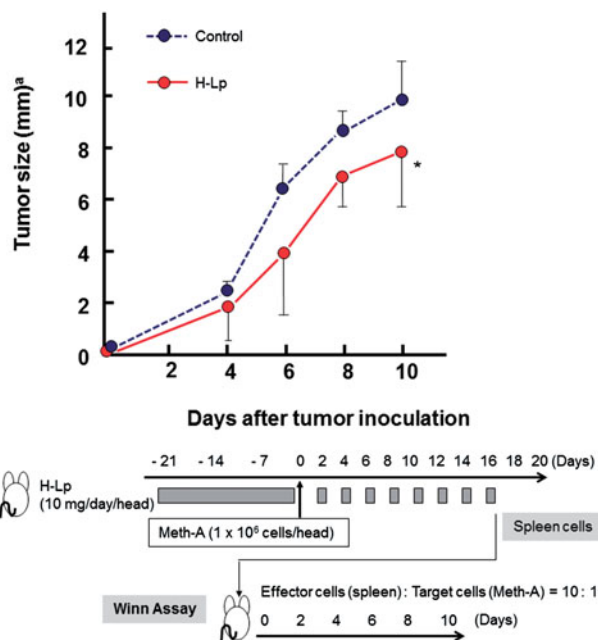 12
10
8
6
4
2
0
Tumor size (mm)ᵃ
Control
H-Lp
*
2 4 6 8 10
Days after tumor inoculation
- 21 - 14 - 7 0 2 4 6 8 10 12 14 16 18 20 (Days)
H-Lp
(10 mg/day/head)
Meth-A (1 x 10⁶ cells/head)
Spleen cells
Effector cells (spleen) : Target cells (Meth-A) = 10 : 1
Winn Assay
0 2 4 6 8 10 (Days)